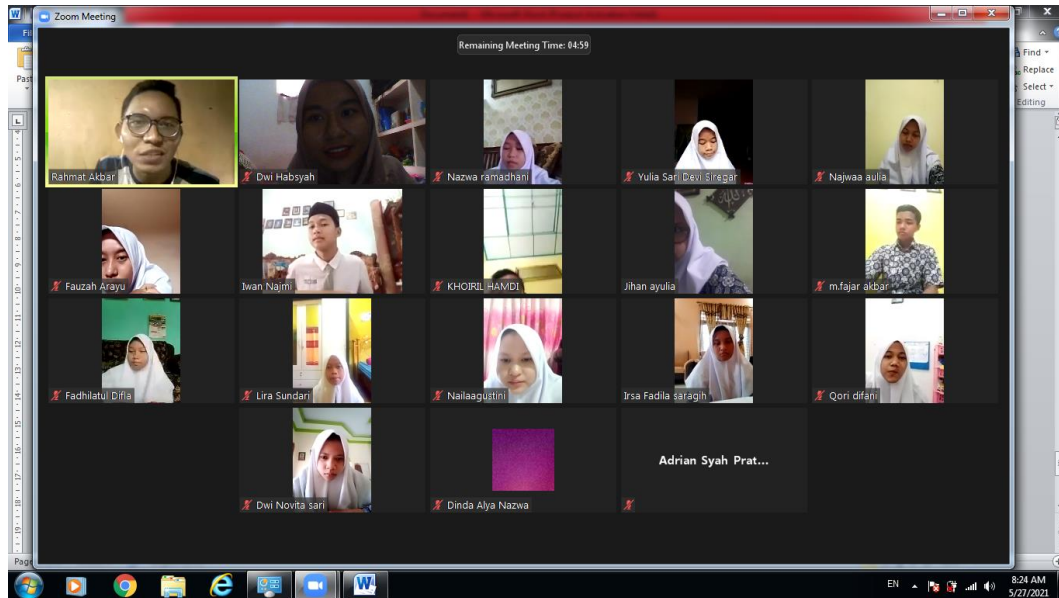 Zoom Meeting
Remaining Meeting Time: 04:59
Rahmat Akbar
Dwi Habsyah
Nazwa ramadhani
Yulia Sari Devi Siregar
Najwaa aulia
Fauzah Arayu
Iwan Najmi
KHOIRIL HAMDI
Jihan ayulia
m.fajar akbar
Fadhilatul Difla
Lira Sundari
Nailaagustini
Irsa Fadila saragih
Qori difani
Dwi Novita sari
Dinda Alya Nazwa
Adrian Syah Prat...
Find
Replace
Select
Editing
EN
8:24 AM
5/27/2021